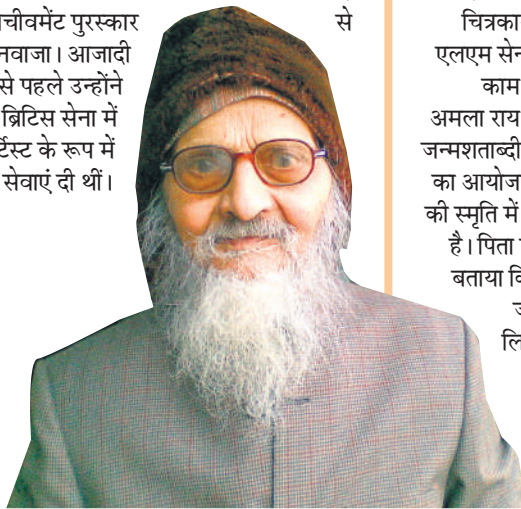 चीवमेंट पुरस्कार
से
नवाजा। आजादी
से पहले उन्होंने
ब्रिटिस सेना में
र्टिस्ट के रूप में
सेवाएं दी थीं।
चित्रका
एलएम सेन
काम
अमला राय
जन्मशताब्दी
का आयोज
की स्मृति में
है। पिता
बताया वि
ज
लि